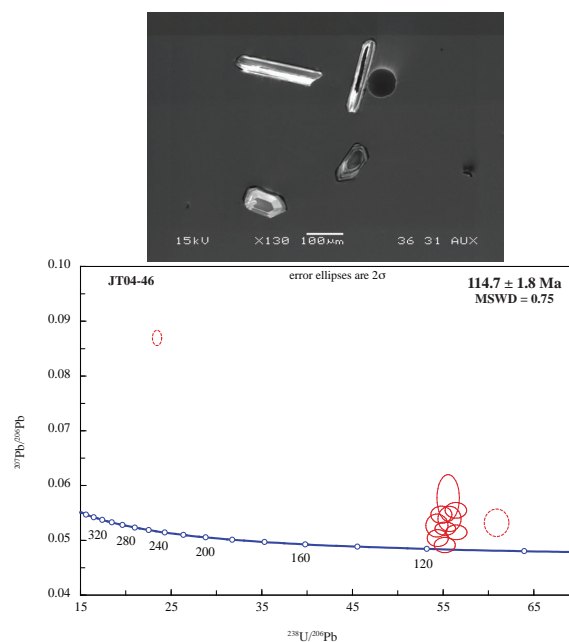 15kV X130 100µm 36 31 AUX
JT04-46 error ellipses are 2σ 114.7 ± 1.8 Ma
MSWD = 0.75
0.10
0.09
0.08
0.07
0.06
0.05
0.04
²⁰⁷Pb/²⁰⁶Pb
320 280 240 200 160 120
15 25 35 45 55 65
²³⁸U/²⁰⁶Pb